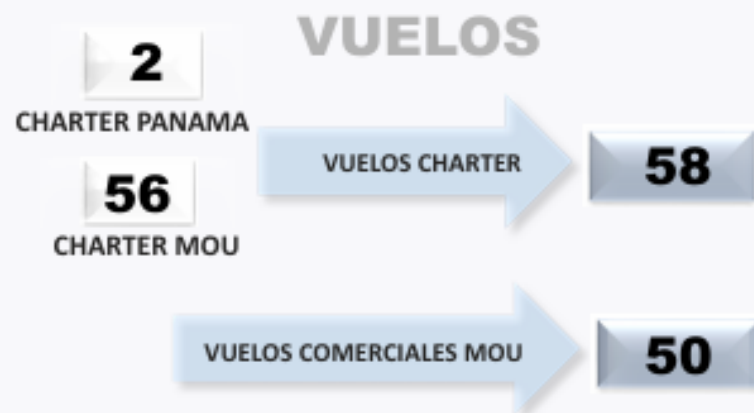 VUELOS
2
CHARTER PANAMA
56
CHARTER MOU
VUELOS CHARTER
58
VUELOS COMERCIALES MOU
50